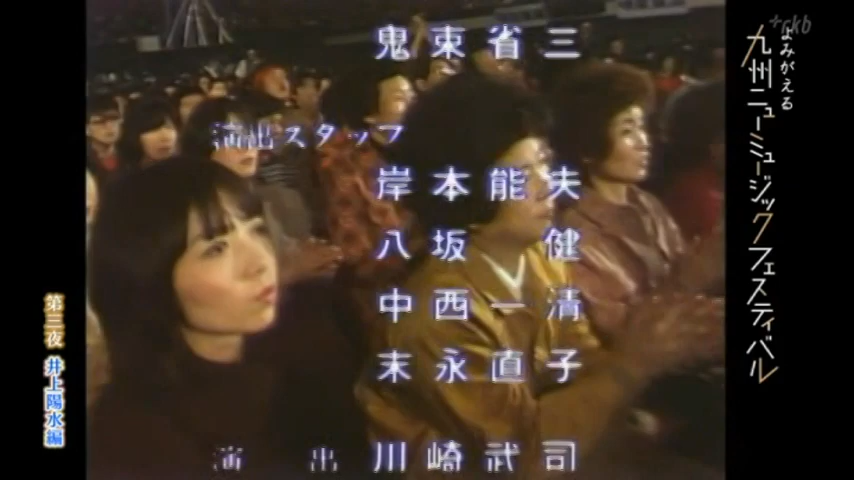 鬼束省三
演出スタッフ
岸本能夫
八坂健
中西一清
末永直子
演出 川崎武司
+rkb
よみがえる
九州ニューミュージックフェスティバル
第三夜 井上陽水編